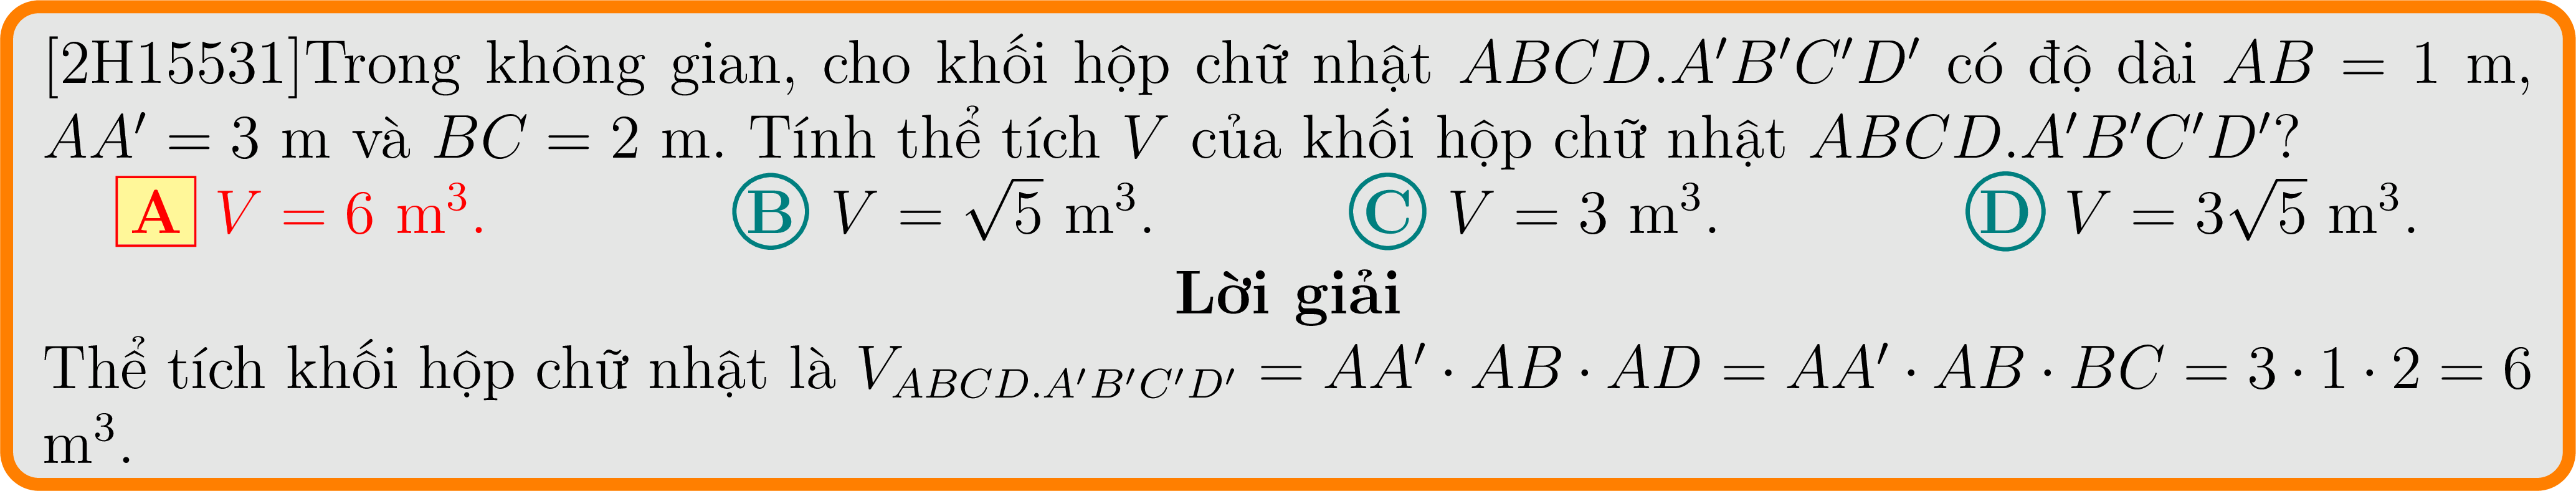 [2H15531]Trong không gian, cho khối hộp chữ nhật ABCD.A′B′C′D′ có độ dài AB = 1 m,
AA′ = 3 m và BC = 2 m. Tính thể tích V của khối hộp chữ nhật ABCD.A′B′C′D′?
A V = 6 m³. B V = √5 m³. C V = 3 m³. D V = 3√5 m³.
Lời giải
Thể tích khối hộp chữ nhật là V_{ABCD.A′B′C′D′} = AA′ · AB · AD = AA′ · AB · BC = 3 · 1 · 2 = 6
m³.